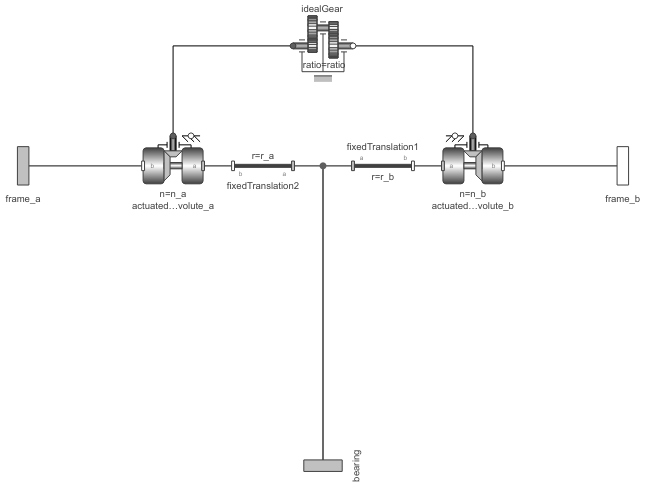 idealGear
ratio=ratio
fixedTranslation1
r=r_a
a
b
b
a
a
b
b
a
r=r_b
fixedTranslation2
n=n_a
n=n_b
frame_a
actuated...volute_a
actuated...volute_b
frame_b
bearing